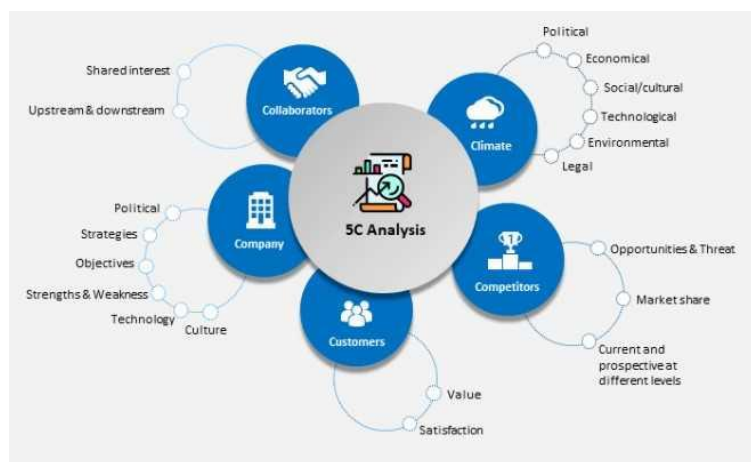 Political
Economical
Social/cultural
Technological
Environmental
Legal
Climate
Shared interest
Upstream & downstream
Collaborators
5C Analysis
Political
Strategies
Objectives
Strengths & Weakness
Technology
Culture
Company
1
Competitors
Opportunities & Threat
Market share
Current and
prospective at
different levels
Customers
Value
Satisfaction